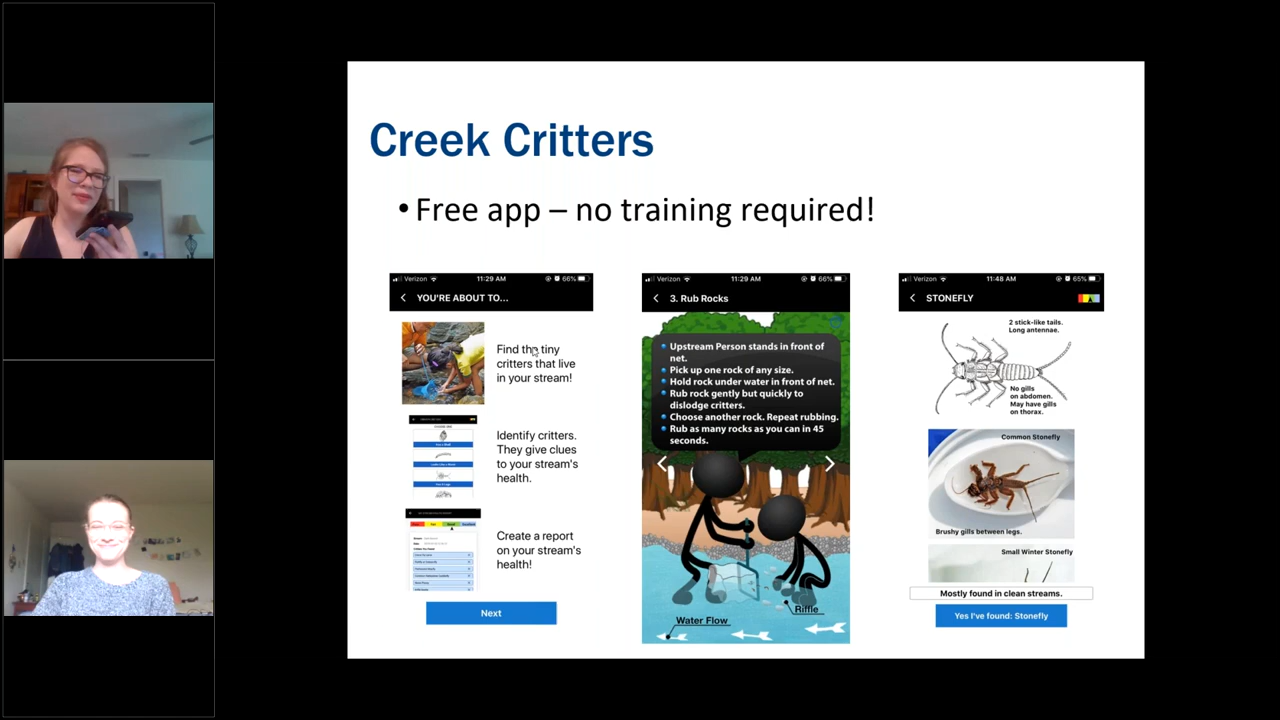 Creek Critters
• Free app – no training required!
Verizon 11:29 AM 66%
YOU'RE ABOUT TO...
Find the tiny
critters that live
in your stream!
Identify critters.
They give clues
to your stream's
health.
Create a report
on your stream's
health!
Next
Verizon 11:29 AM 66%
3. Rub Rocks
Upstream Person stands in front of
net.
Pick up one rock of any size.
Hold rock under water in front of net.
Rub rock gently but quickly to
dislodge critters.
Choose another rock. Repeat rubbing.
Rub as many rocks as you can in 45
seconds.
Riffle
Water Flow
Verizon 11:48 AM 65%
STONEFLY
2 stick-like tails.
Long antennae.
No gills
on abdomen.
May have gills
on thorax.
Common Stonefly
Brushy gills between legs.
Small Winter Stonefly
Mostly found in clean streams.
Yes I've found: Stonefly